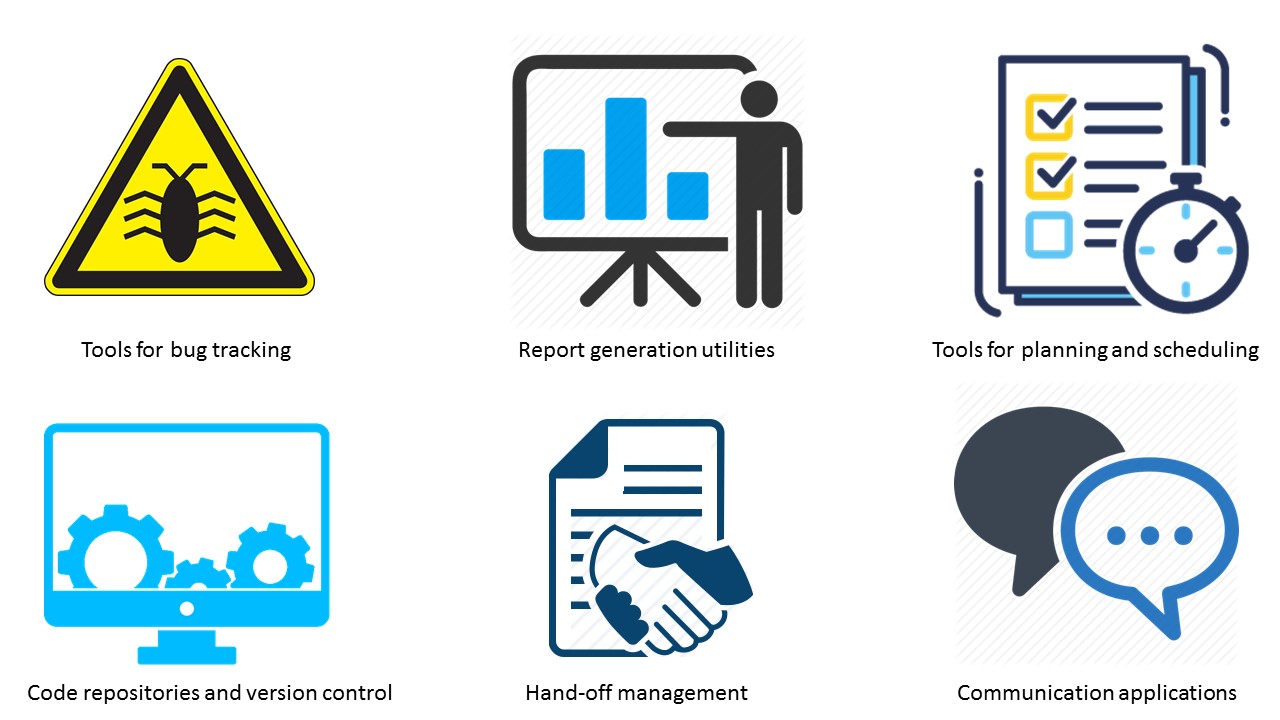 Tools for bug tracking
Report generation utilities
Tools for planning and scheduling
Code repositories and version control
Hand-off management
Communication applications